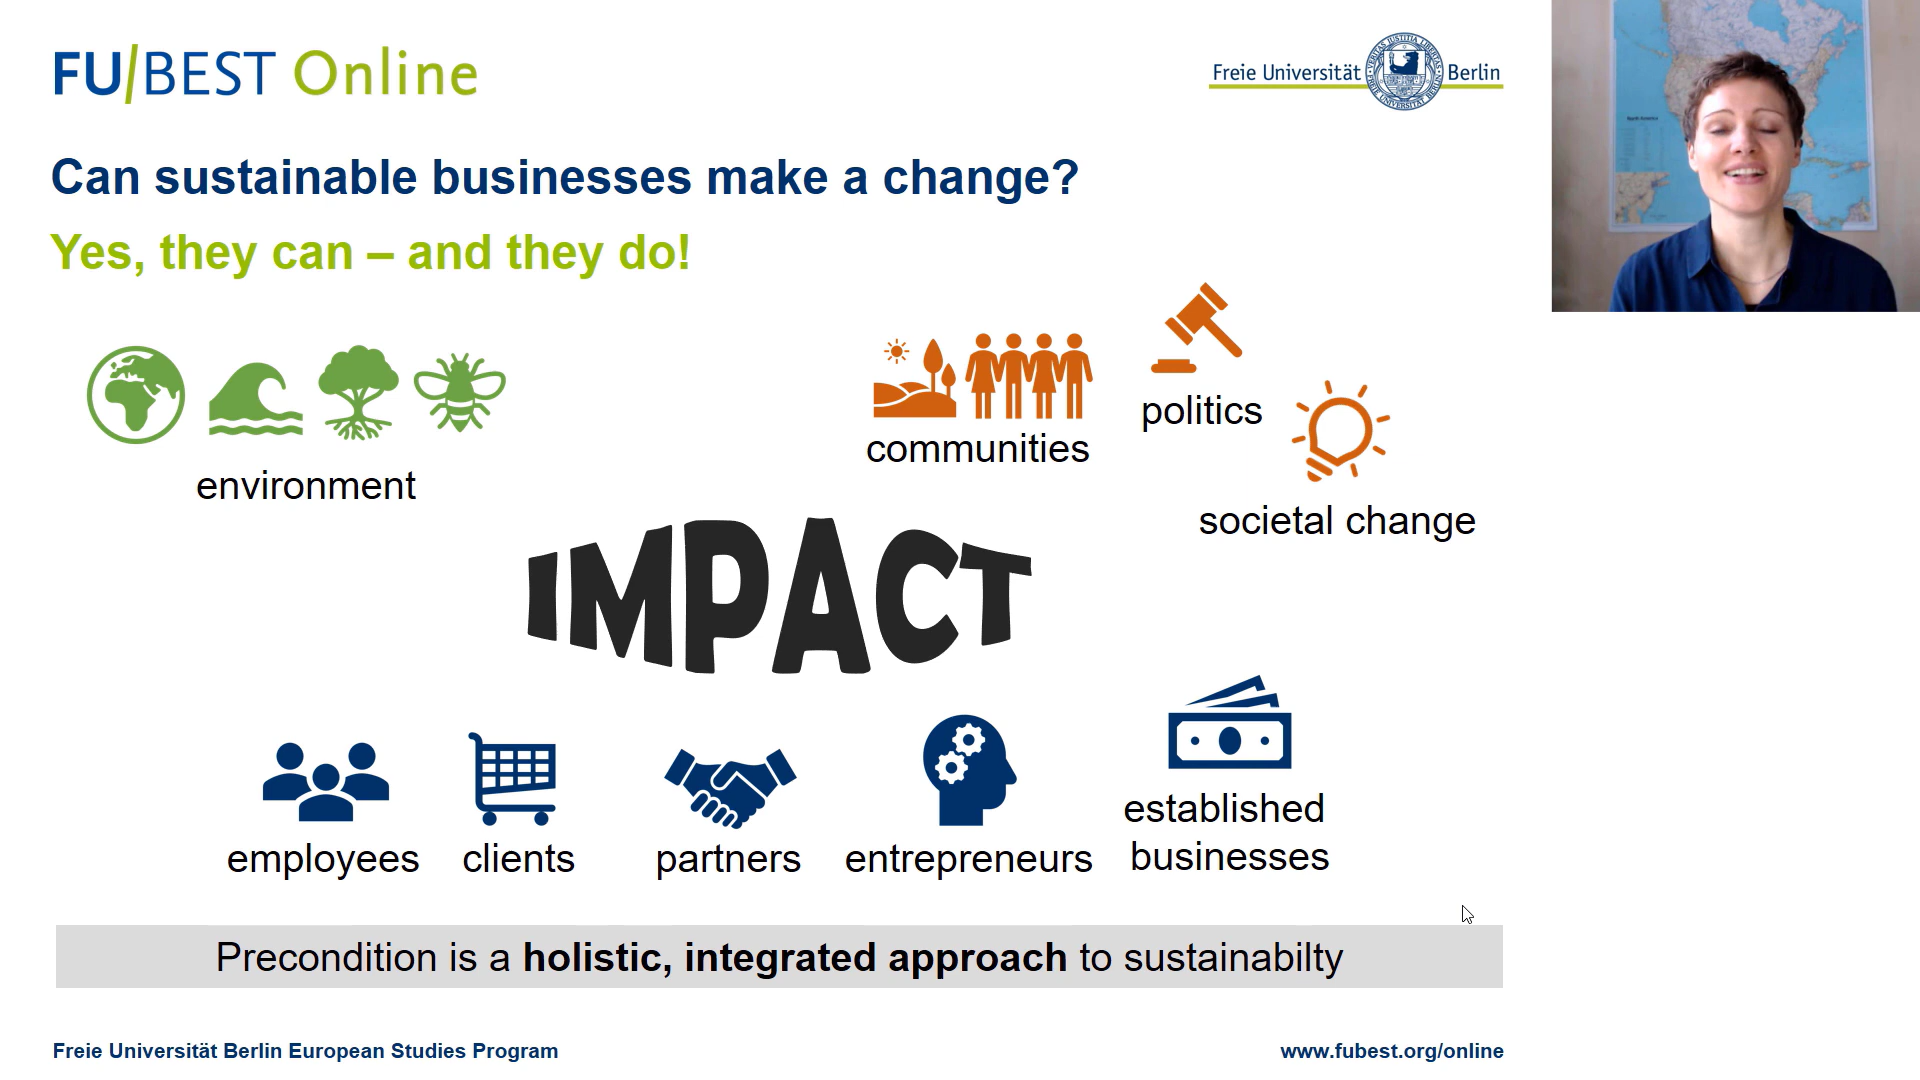 FU/BEST Online
Freie Universität Berlin
Can sustainable businesses make a change?
Yes, they can – and they do!
environment
communities
politics
societal change
IMPACT
employees
clients
partners
entrepreneurs
established
businesses
Precondition is a holistic, integrated approach to sustainabilty
Freie Universität Berlin European Studies Program
www.fubest.org/online